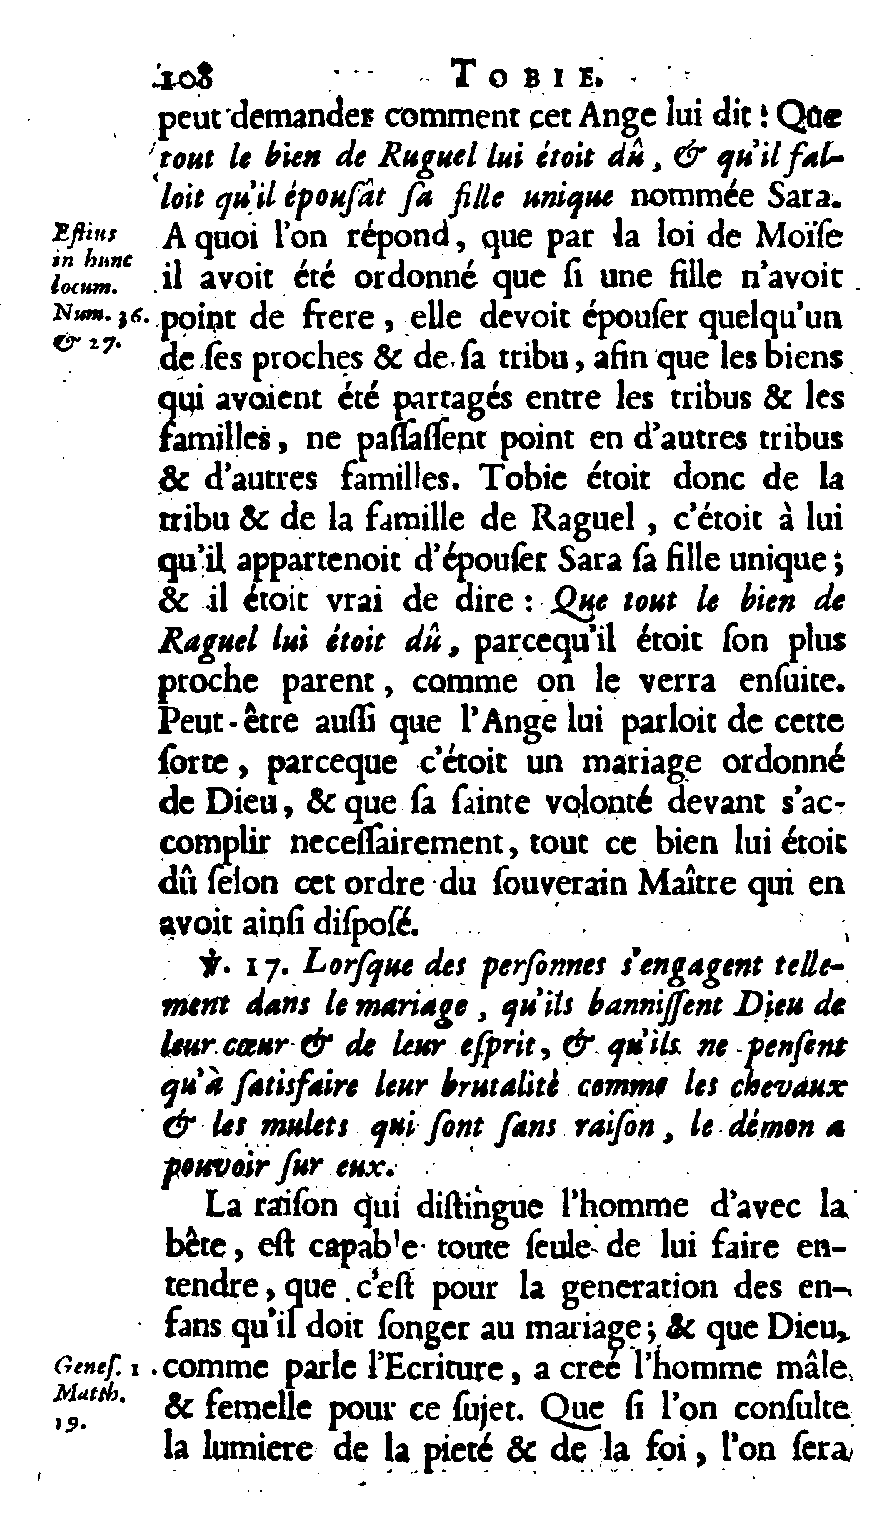 108 TOBIE.
peut demander comment cet Ange lui dit : Que
tout le bien de Ruguel lui étoit dû, & qu'il fal-
loit qu'il épouſât ſa fille unique nommée Sara.
A quoi l'on répond, que par la loi de Moïſe
il avoit été ordonné que ſi une fille n'avoit
point de frere, elle devoit épouſer quelqu'un
de ſes proches & de ſa tribu, afin que les biens
qui avoient été partagés entre les tribus & les
familles, ne paſſaſſent point en d'autres tribus
& d'autres familles. Tobie étoit donc de la
tribu & de la famille de Raguel, c'étoit à lui
qu'il appartenoit d'épouſer Sara ſa fille unique ;
& il étoit vrai de dire : Que tout le bien de
Raguel lui étoit dû, parcequ'il étoit ſon plus
proche parent, comme on le verra enſuite.
Peut-être auſſi que l'Ange lui parloit de cette
ſorte, parceque c'étoit un mariage ordonné
de Dieu, & que ſa ſainte volonté devant s'ac-
complir neceſſairement, tout ce bien lui étoit
dû ſelon cet ordre du ſouverain Maître qui en
avoit ainſi diſpoſé.
℣. 17. Lorſque des perſonnes s'engagent telle-
ment dans le mariage, qu'ils banniſſent Dieu de
leur cœur & de leur eſprit, & qu'ils ne penſent
qu'à ſatisfaire leur brutalité comme les chevaux
& les mulets qui ſont ſans raiſon, le démon a
pouvoir ſur eux.
La raiſon qui diſtingue l'homme d'avec la
bête, eſt capable toute ſeule de lui faire en-
tendre, que c'eſt pour la generation des en-
fans qu'il doit ſonger au mariage ; & que Dieu,
comme parle l'Ecriture, a creé l'homme mâle
& femelle pour ce ſujet. Que ſi l'on conſulte
la lumiere de la pieté & de la foi, l'on ſera
Eſtius
in hunc
locum.
Num. 36.
& 27.
Geneſ. 1.
Matth.
19.